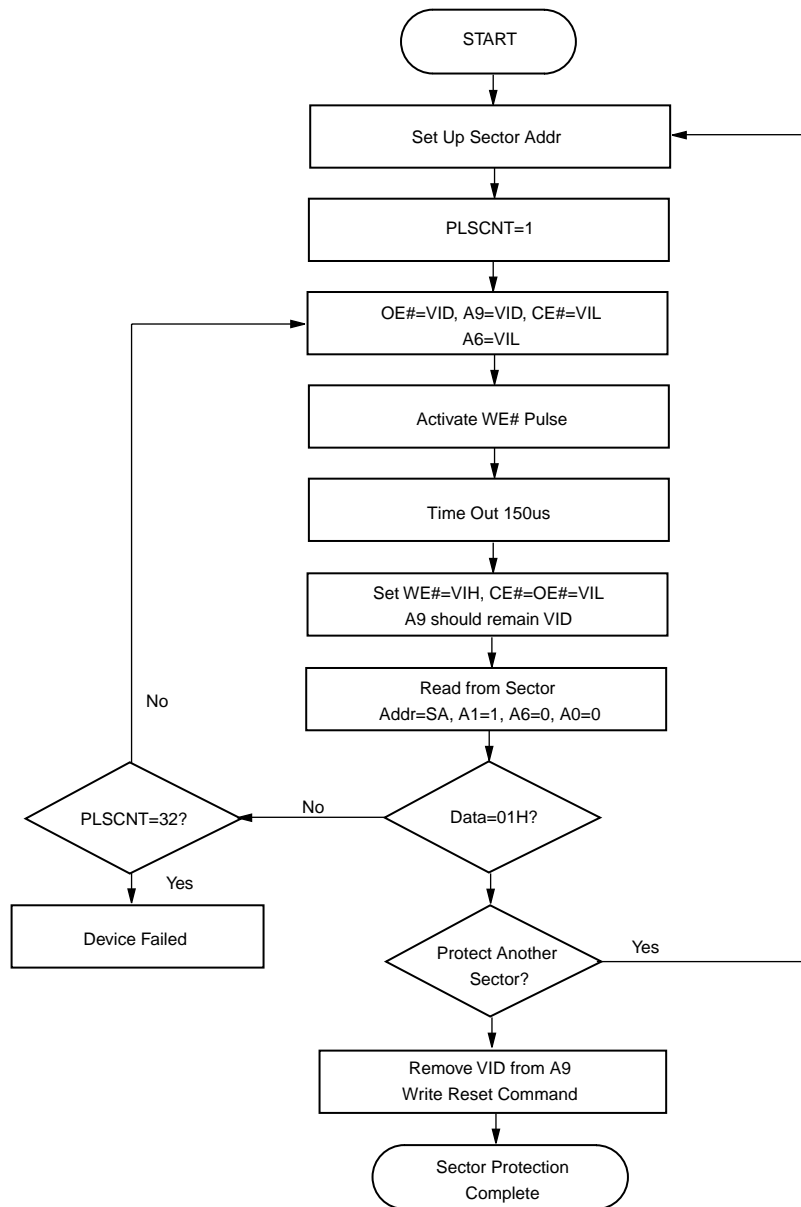 START
Set Up Sector Addr
PLSCNT=1
OE#=VID, A9=VID, CE#=VIL
A6=VIL
Activate WE# Pulse
Time Out 150us
Set WE#=VIH, CE#=OE#=VIL
A9 should remain VID
Read from Sector
Addr=SA, A1=1, A6=0, A0=0
No
PLSCNT=32?
No
Data=01H?
Yes
Device Failed
Protect Another
Sector?
Yes
Remove VID from A9
Write Reset Command
Sector Protection
Complete